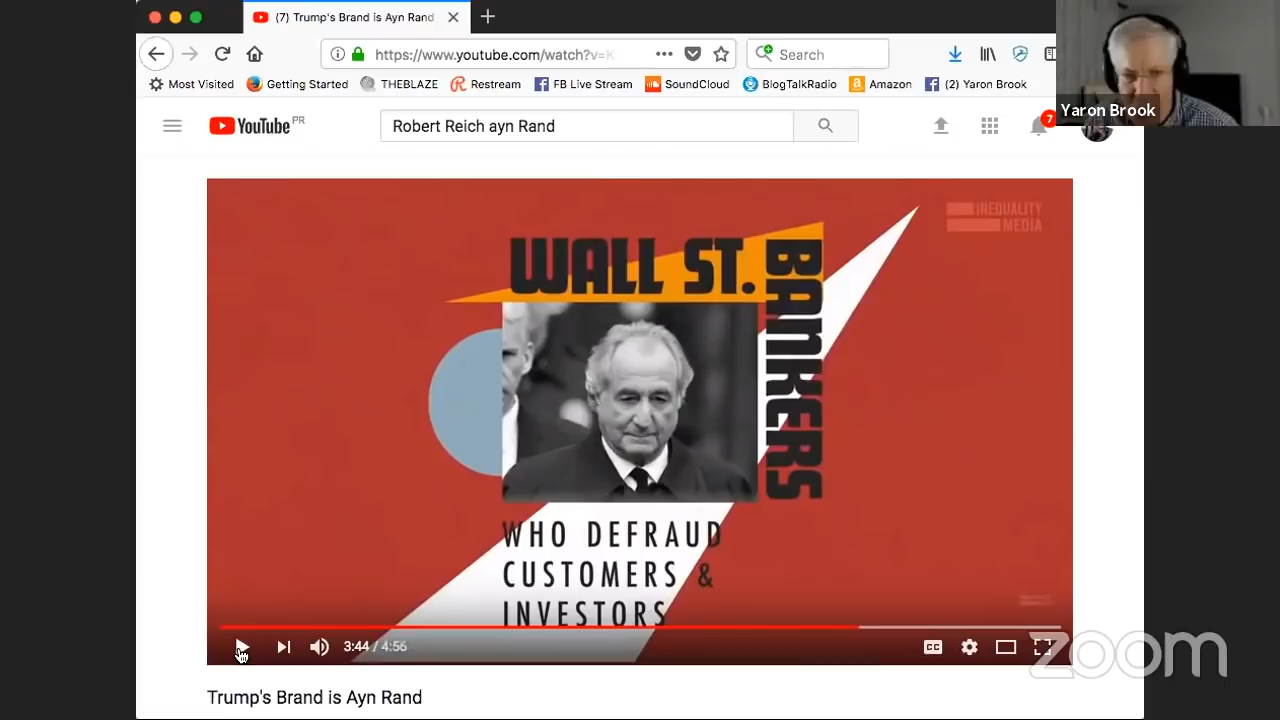 (7) Trump's Brand is Ayn Rand
https://www.youtube.com/watch?v=
Search
Most Visited Getting Started THEBLAZE Restream FB Live Stream SoundCloud BlogTalkRadio Amazon (2) Yaron Brook
Yaron Brook
YouTube PR
Robert Reich ayn Rand
7
INEQUALITY
MEDIA
WALL ST.
BANKERS
WHO DEFRAUD
CUSTOMERS &
INVESTORS
3:44 / 4:56
CC
zoom
Trump's Brand is Ayn Rand